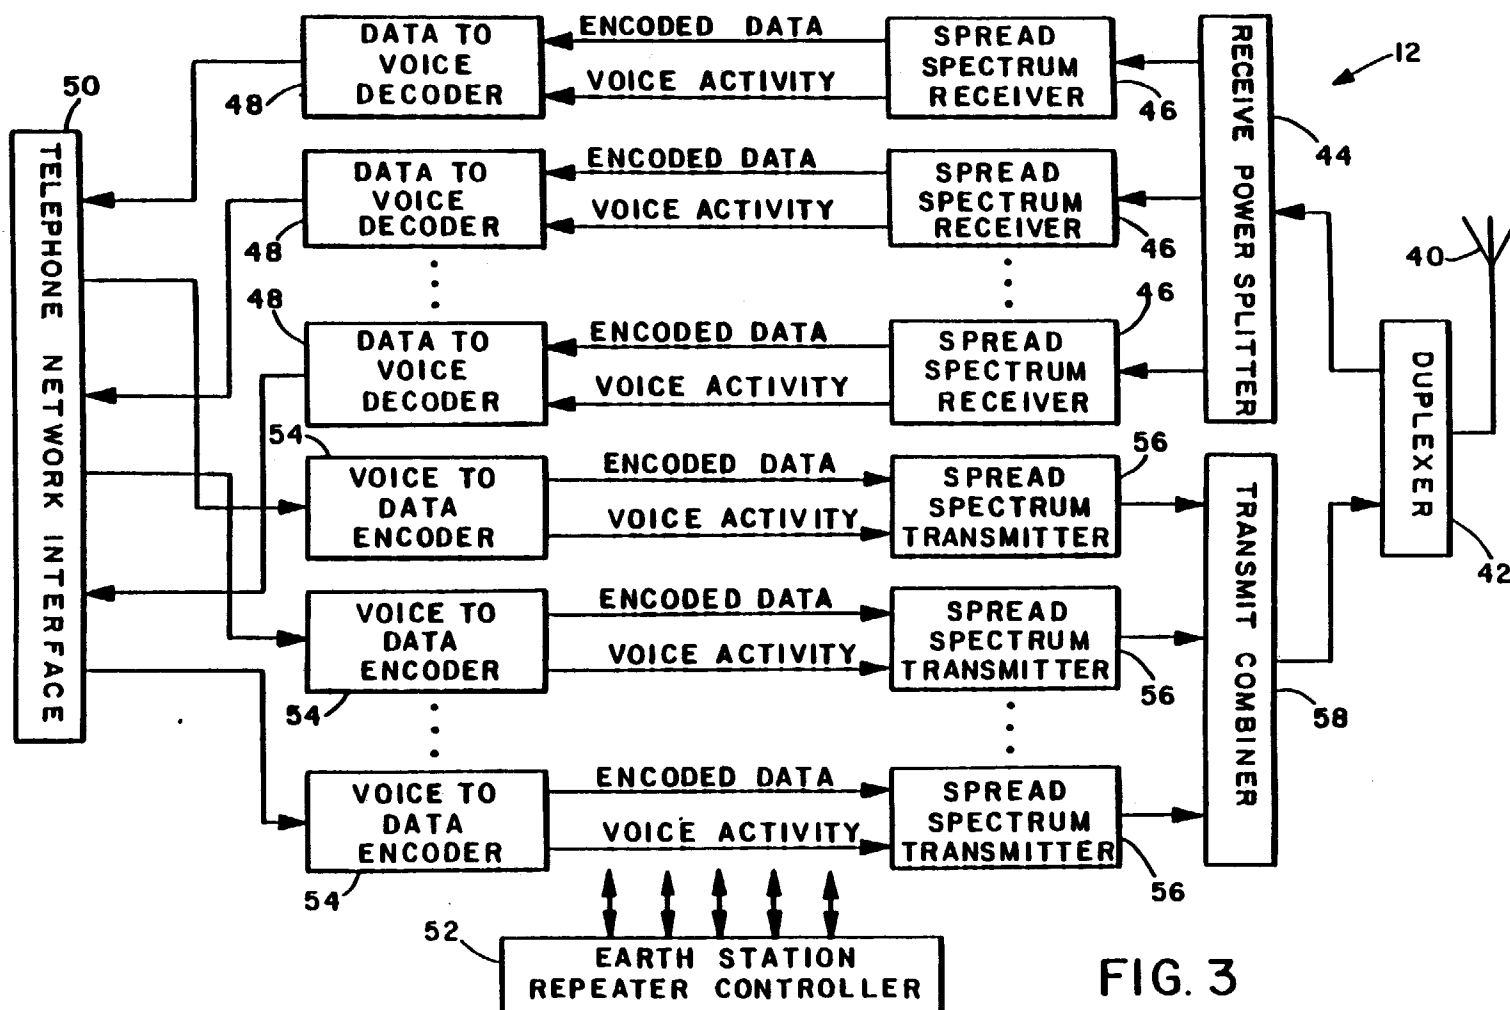 DATA TO
VOICE
DECODER
48
ENCODED DATA
VOICE ACTIVITY
SPREAD
SPECTRUM
RECEIVER
46
RECEIVE POWER SPLITTER
12
44
50
TELEPHONE NETWORK INTERFACE
DATA TO
VOICE
DECODER
48
ENCODED DATA
VOICE ACTIVITY
SPREAD
SPECTRUM
RECEIVER
46
40
48
DATA TO
VOICE
DECODER
ENCODED DATA
VOICE ACTIVITY
46
SPREAD
SPECTRUM
RECEIVER
DUPLEXER
42
54
VOICE TO
DATA
ENCODER
ENCODED DATA
VOICE ACTIVITY
56
SPREAD
SPECTRUM
TRANSMITTER
TRANSMIT COMBINER
58
VOICE TO
DATA
ENCODER
54
ENCODED DATA
VOICE ACTIVITY
SPREAD
SPECTRUM
TRANSMITTER
56
VOICE TO
DATA
ENCODER
54
ENCODED DATA
VOICE ACTIVITY
SPREAD
SPECTRUM
TRANSMITTER
56
52
EARTH STATION
REPEATER CONTROLLER
FIG. 3